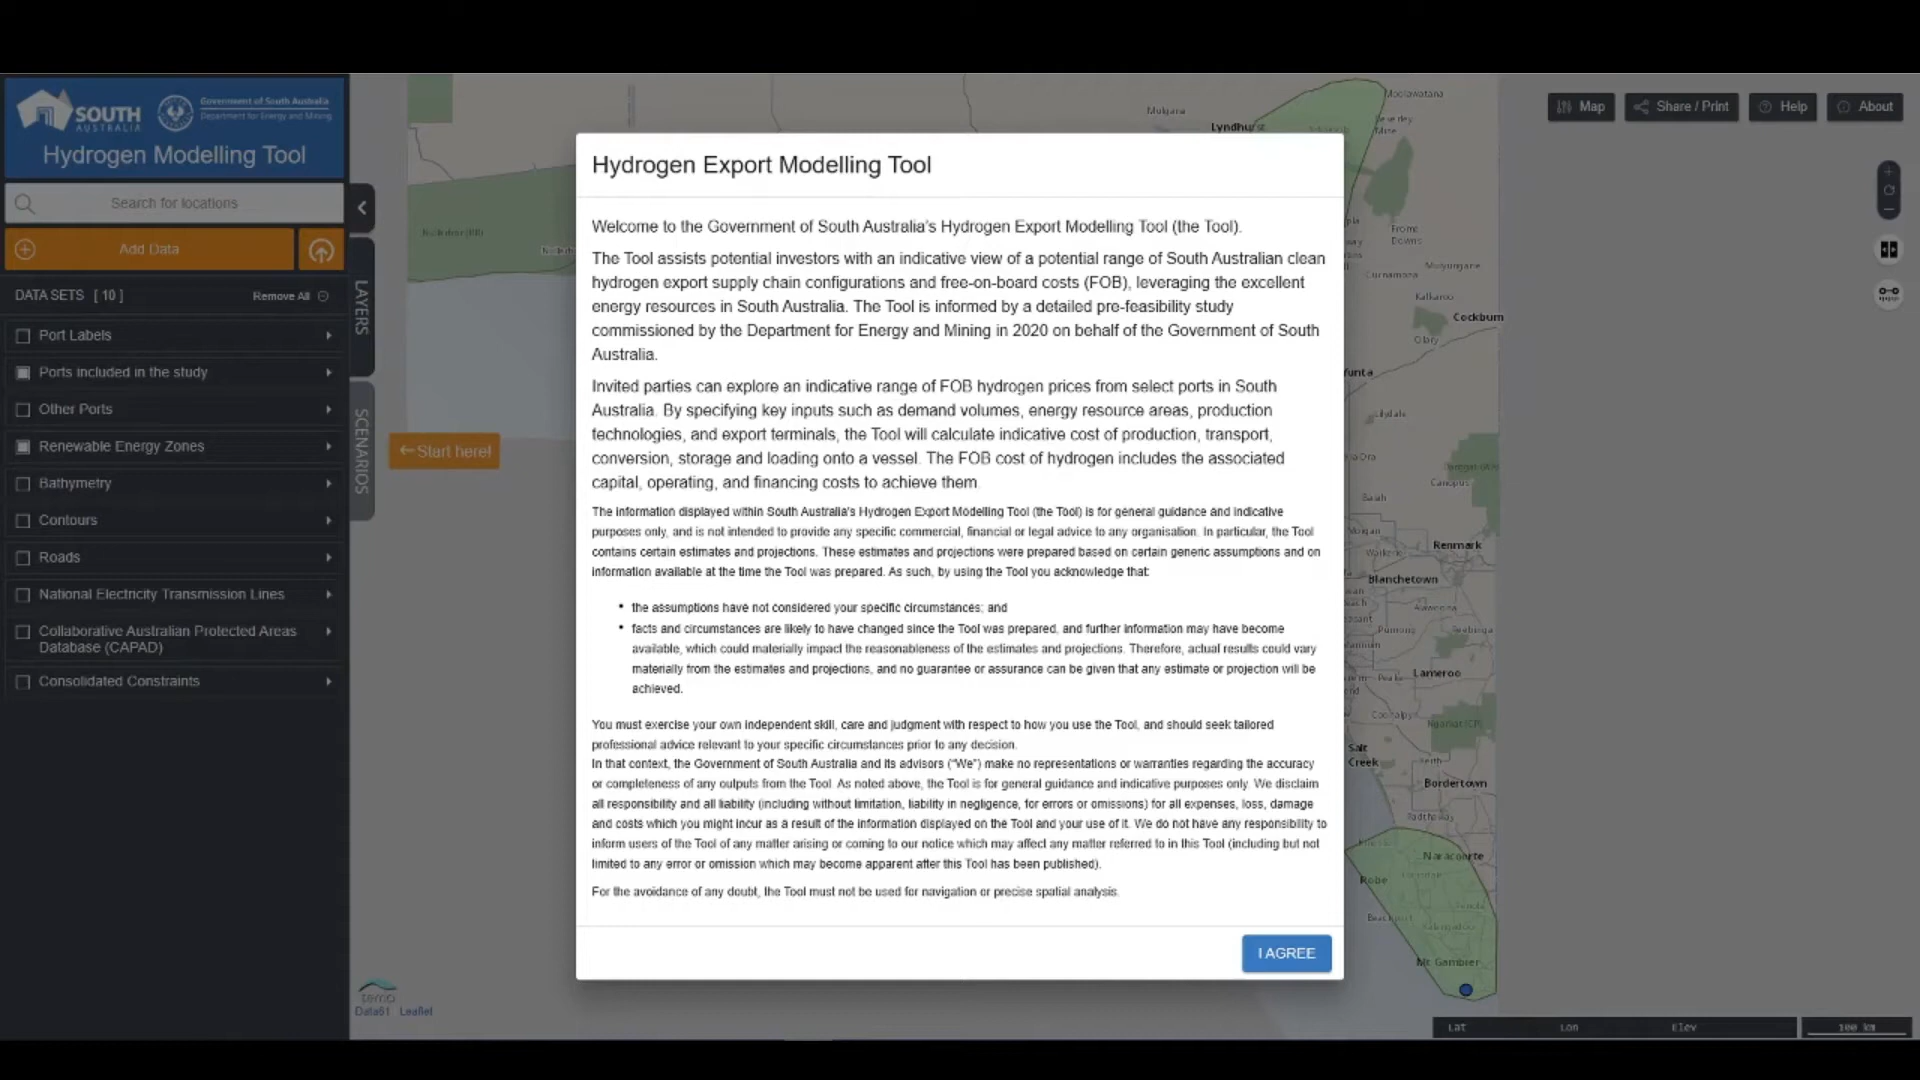 SOUTH
AUSTRALIA
Government of South Australia
Department for Energy and Mining
Hydrogen Modelling Tool
Search for locations
Add Data
DATA SETS [ 10 ]
Remove All
Port Labels
Ports included in the study
Other Ports
Renewable Energy Zones
Bathymetry
Contours
Roads
National Electricity Transmission Lines
Collaborative Australian Protected Areas
Database (CAPAD)
Consolidated Constraints
LAYERS
SCENARIOS
←Start here!
Hydrogen Export Modelling Tool
Welcome to the Government of South Australia's Hydrogen Export Modelling Tool (the Tool).
The Tool assists potential investors with an indicative view of a potential range of South Australian clean
hydrogen export supply chain configurations and free-on-board costs (FOB), leveraging the excellent
energy resources in South Australia. The Tool is informed by a detailed pre-feasibility study
commissioned by the Department for Energy and Mining in 2020 on behalf of the Government of South
Australia.
Invited parties can explore an indicative range of FOB hydrogen prices from select ports in South
Australia. By specifying key inputs such as demand volumes, energy resource areas, production
technologies, and export terminals, the Tool will calculate indicative cost of production, transport,
conversion, storage and loading onto a vessel. The FOB cost of hydrogen includes the associated
capital, operating, and financing costs to achieve them.
The information displayed within South Australia's Hydrogen Export Modelling Tool (the Tool) is for general guidance and indicative
purposes only, and is not intended to provide any specific commercial, financial or legal advice to any organisation. In particular, the Tool
contains certain estimates and projections. These estimates and projections were prepared based on certain generic assumptions and on
information available at the time the Tool was prepared. As such, by using the Tool you acknowledge that:
• the assumptions have not considered your specific circumstances; and
• facts and circumstances are likely to have changed since the Tool was prepared, and further information may have become
available, which could materially impact the reasonableness of the estimates and projections. Therefore, actual results could vary
materially from the estimates and projections, and no guarantee or assurance can be given that any estimate or projection will be
achieved.
You must exercise your own independent skill, care and judgment with respect to how you use the Tool, and should seek tailored
professional advice relevant to your specific circumstances prior to any decision.
In that context, the Government of South Australia and its advisors ("We") make no representations or warranties regarding the accuracy
or completeness of any outputs from the Tool. As noted above, the Tool is for general guidance and indicative purposes only. We disclaim
all responsibility and all liability (including without limitation, liability in negligence, for errors or omissions) for all expenses, loss, damage
and costs which you might incur as a result of the information displayed on the Tool and your use of it. We do not have any responsibility to
inform users of the Tool of any matter arising or coming to our notice which may affect any matter referred to in this Tool (including but not
limited to any error or omission which may become apparent after this Tool has been published).
For the avoidance of any doubt, the Tool must not be used for navigation or precise spatial analysis.
I AGREE
Map
Share / Print
Help
About
Mulgaria
Lyndhurst
Moolawatana
Frome
Downs
Mulyungarie
Curnamona
Kalkaroo
Cockburn
Olary
Lilydale
Canopus
Renmark
Blanchetown
Lameroo
Salt
Creek
Keith
Bordertown
Padthaway
Naracoorte
Robe
Penola
Kalangadoo
Mt Gambier
terria
Data61 Leaflet
Lat
Lon
Elev
100 km